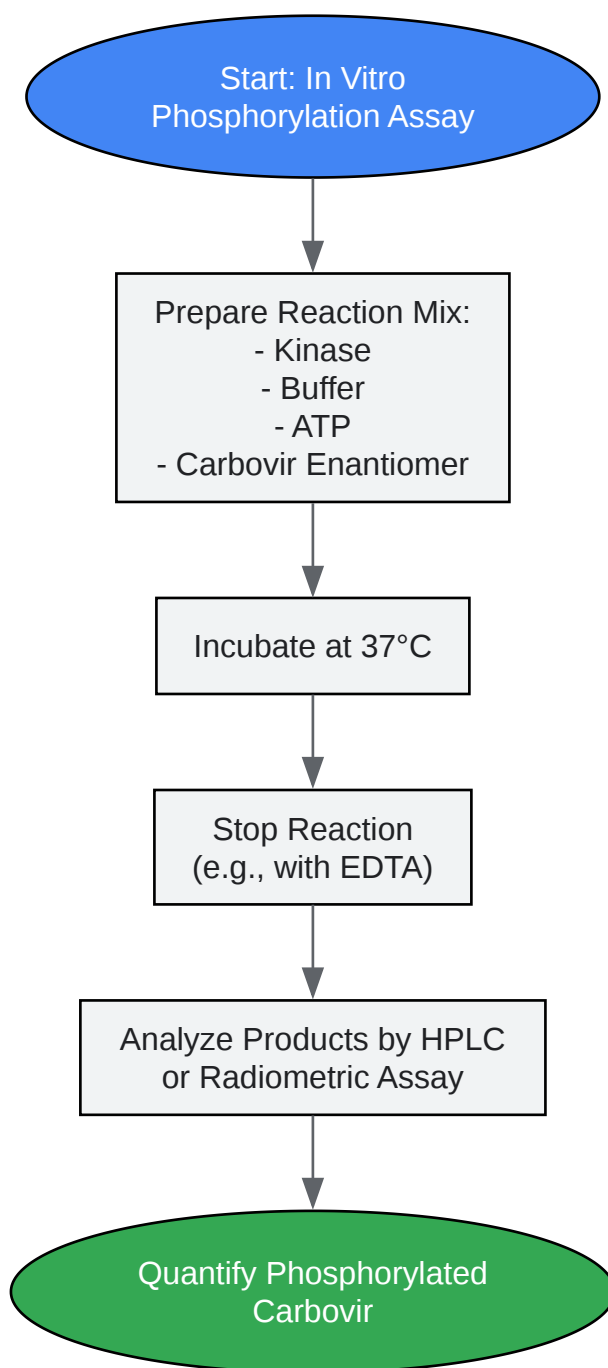 Start: In Vitro
Phosphorylation Assay
Prepare Reaction Mix:
- Kinase
- Buffer
- ATP
- Carbovir Enantiomer
Incubate at 37°C
Stop Reaction
(e.g., with EDTA)
Analyze Products by HPLC
or Radiometric Assay
Quantify Phosphorylated
Carbovir